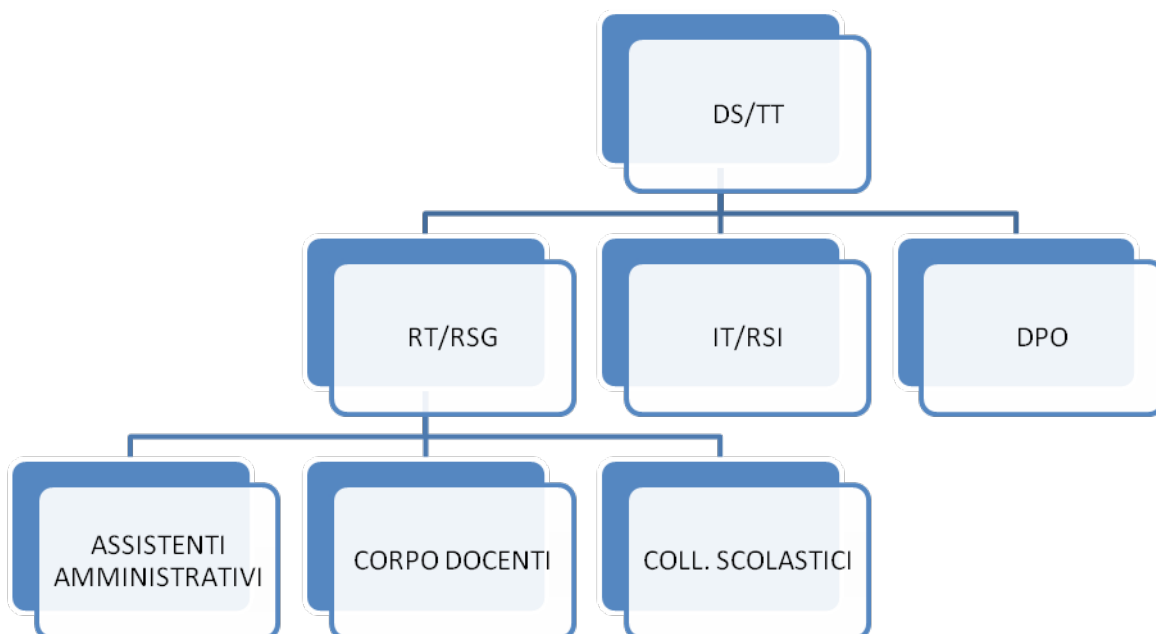 DS/TT
RT/RSG
IT/RSI
DPO
ASSISTENTI
AMMINISTRATIVI
CORPO DOCENTI
COLL. SCOLASTICI